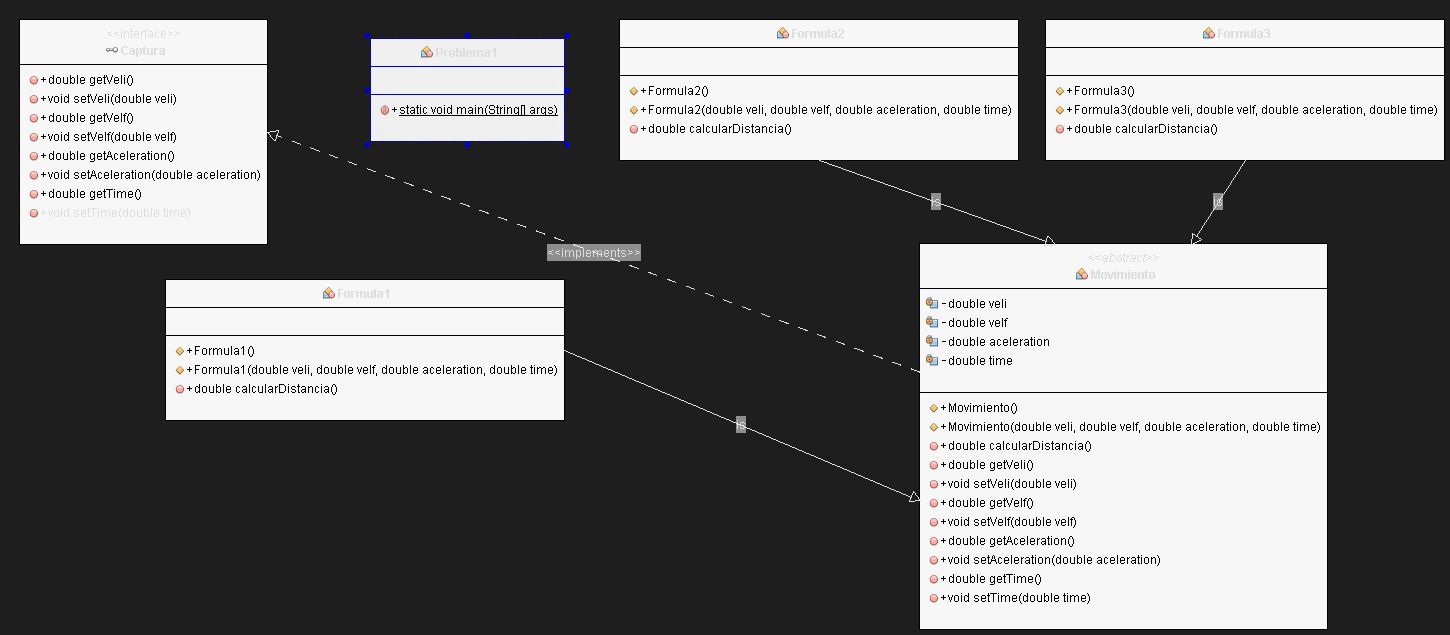 <<interface>>
Captura
+double getVeli()
+void setVeli(double veli)
+double getVelf()
+void setVelf(double velf)
+double getAceleration()
+void setAceleration(double aceleration)
+double getTime()
+void setTime(double time)
Problema1
+static void main(String[] args)
Formula2
+Formula2()
+Formula2(double veli, double velf, double aceleration, double time)
+double calcularDistancia()
Formula3
+Formula3()
+Formula3(double veli, double velf, double aceleration, double time)
+double calcularDistancia()
is
is
<<implements>>
Formula1
+Formula1()
+Formula1(double veli, double velf, double aceleration, double time)
+double calcularDistancia()
is
<<abstract>>
Movimiento
-double veli
-double velf
-double aceleration
-double time
+Movimiento()
+Movimiento(double veli, double velf, double aceleration, double time)
+double calcularDistancia()
+double getVeli()
+void setVeli(double veli)
+double getVelf()
+void setVelf(double velf)
+double getAceleration()
+void setAceleration(double aceleration)
+double getTime()
+void setTime(double time)